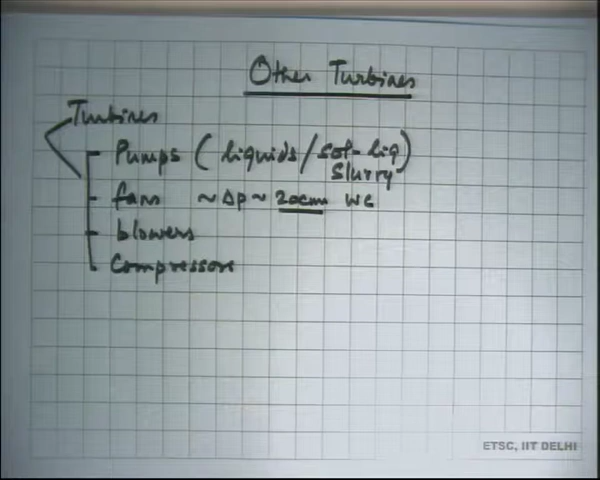 Other Turbines
Turbines
Pumps (liquids/sol-liq slurry)
fans ~ Δp ~ 20cm WC
blowers
Compressors
ETSC, IIT DELHI